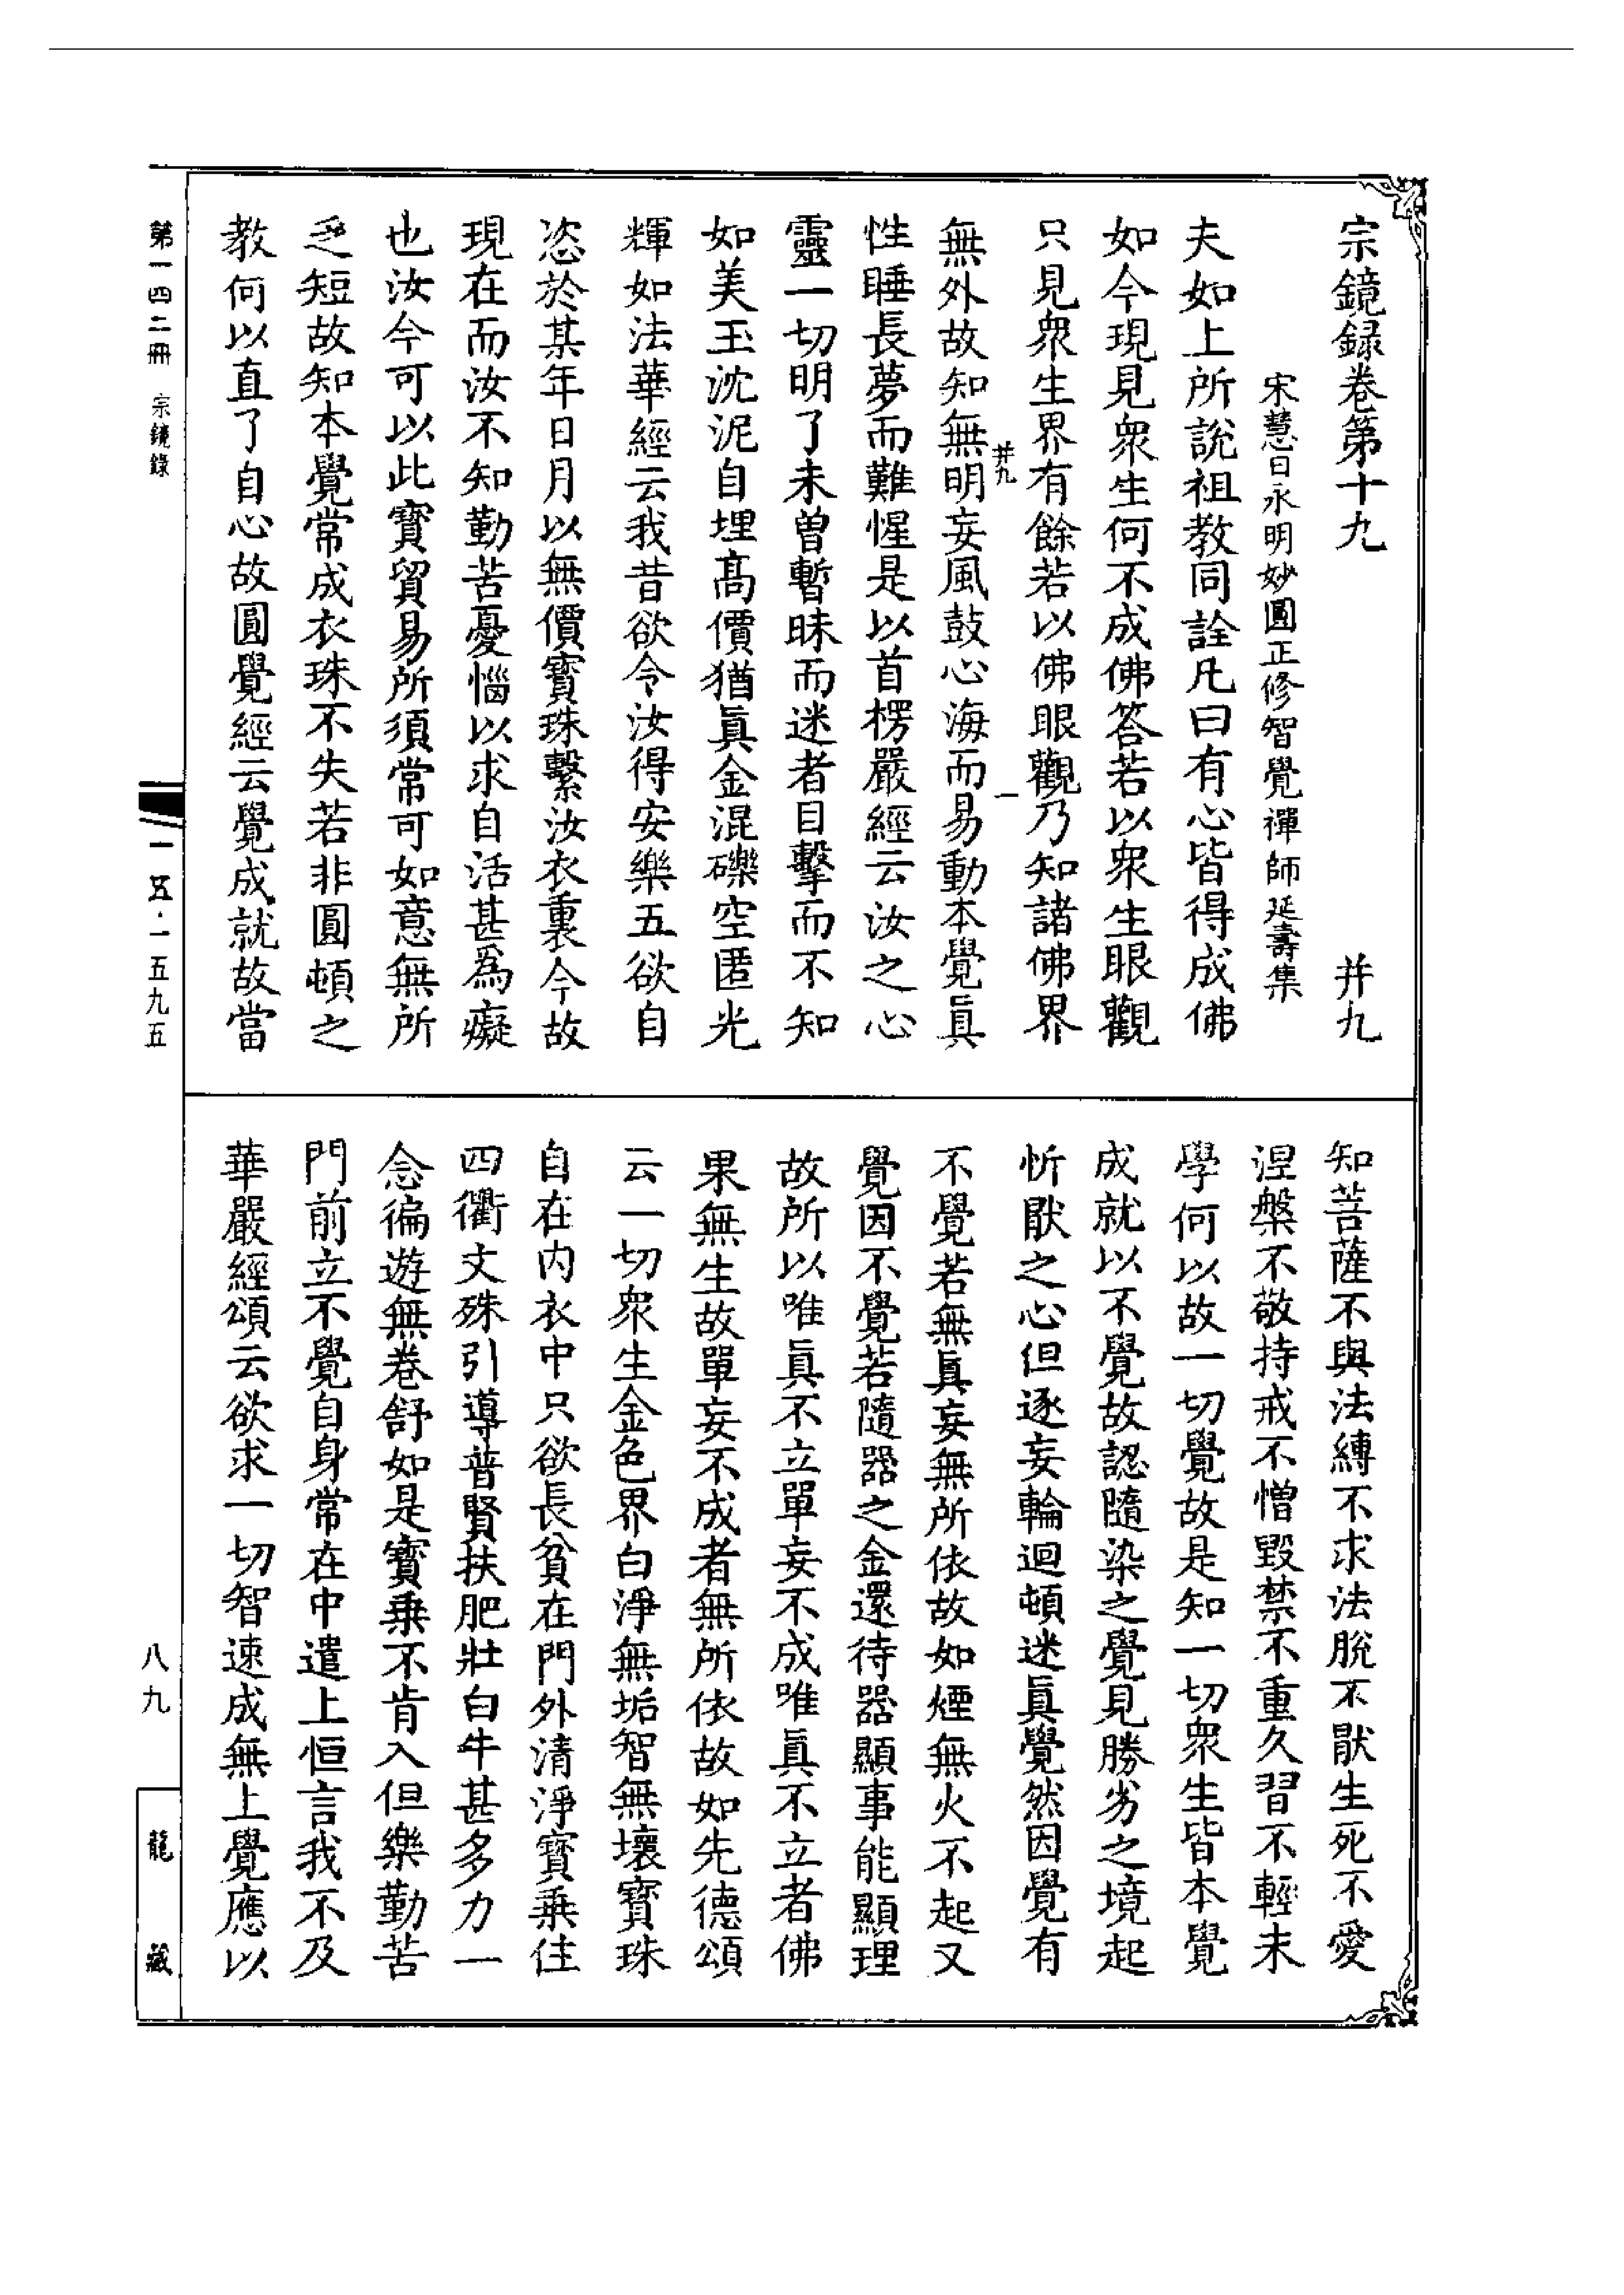 宗鏡録卷第十九　并九
宋慧日永明妙圓正修智覺禪師延壽集
夫如上所說祖教同詮凡曰有心皆得成佛
如今現見衆生何不成佛答若以衆生眼觀
只見衆生界有餘若以佛眼觀乃知諸佛界
并九　一
無外故知無明妄風鼓心海而易動本覺眞
性睡長夢而難惺是以首楞嚴經云汝之心
靈一切明了未曾暫昧而迷者目擊而不知
如美玉沈泥自埋高價猶眞金混礫空匿光
輝如法華經云我昔欲令汝得安樂五欲自
恣於某年日月以無價寶珠繫汝衣裏今故
現在而汝不知勤苦憂惱以求自活甚爲癡
也汝今可以此寶貿易所須常可如意無所
乏短故知本覺常成衣珠不失若非圓頓之
教何以直了自心故圓覺經云覺成就故當
知菩薩不與法縛不求法脫不猒生死不愛
涅槃不敬持戒不憎毀禁不重久習不輕末
學何以故一切覺故是知一切衆生皆本覺
成就以不覺故認隨染之覺見勝劣之境起
忻猒之心但逐妄輪迴頓迷眞覺然因覺有
不覺若無眞妄無所依故如煙無火不起又
覺因不覺若隨器之金還待器顯事能顯理
故所以唯眞不立單妄不成唯眞不立者佛
果無生故單妄不成者無所依故如先德頌
云一切衆生金色界白淨無垢智無壞寶珠
自在内衣中只欲長貧在門外清淨寶乗住
四衢文殊引導普賢扶肥壯白牛甚多力一
念徧遊無卷舒如是寶乗不肯入但樂勤苦
門前立不覺自身常在中遣上恒言我不及
華嚴經頌云欲求一切智速成無上覺應以
第一四二冊　宗鏡錄
一五·一五九五
八九
龍藏